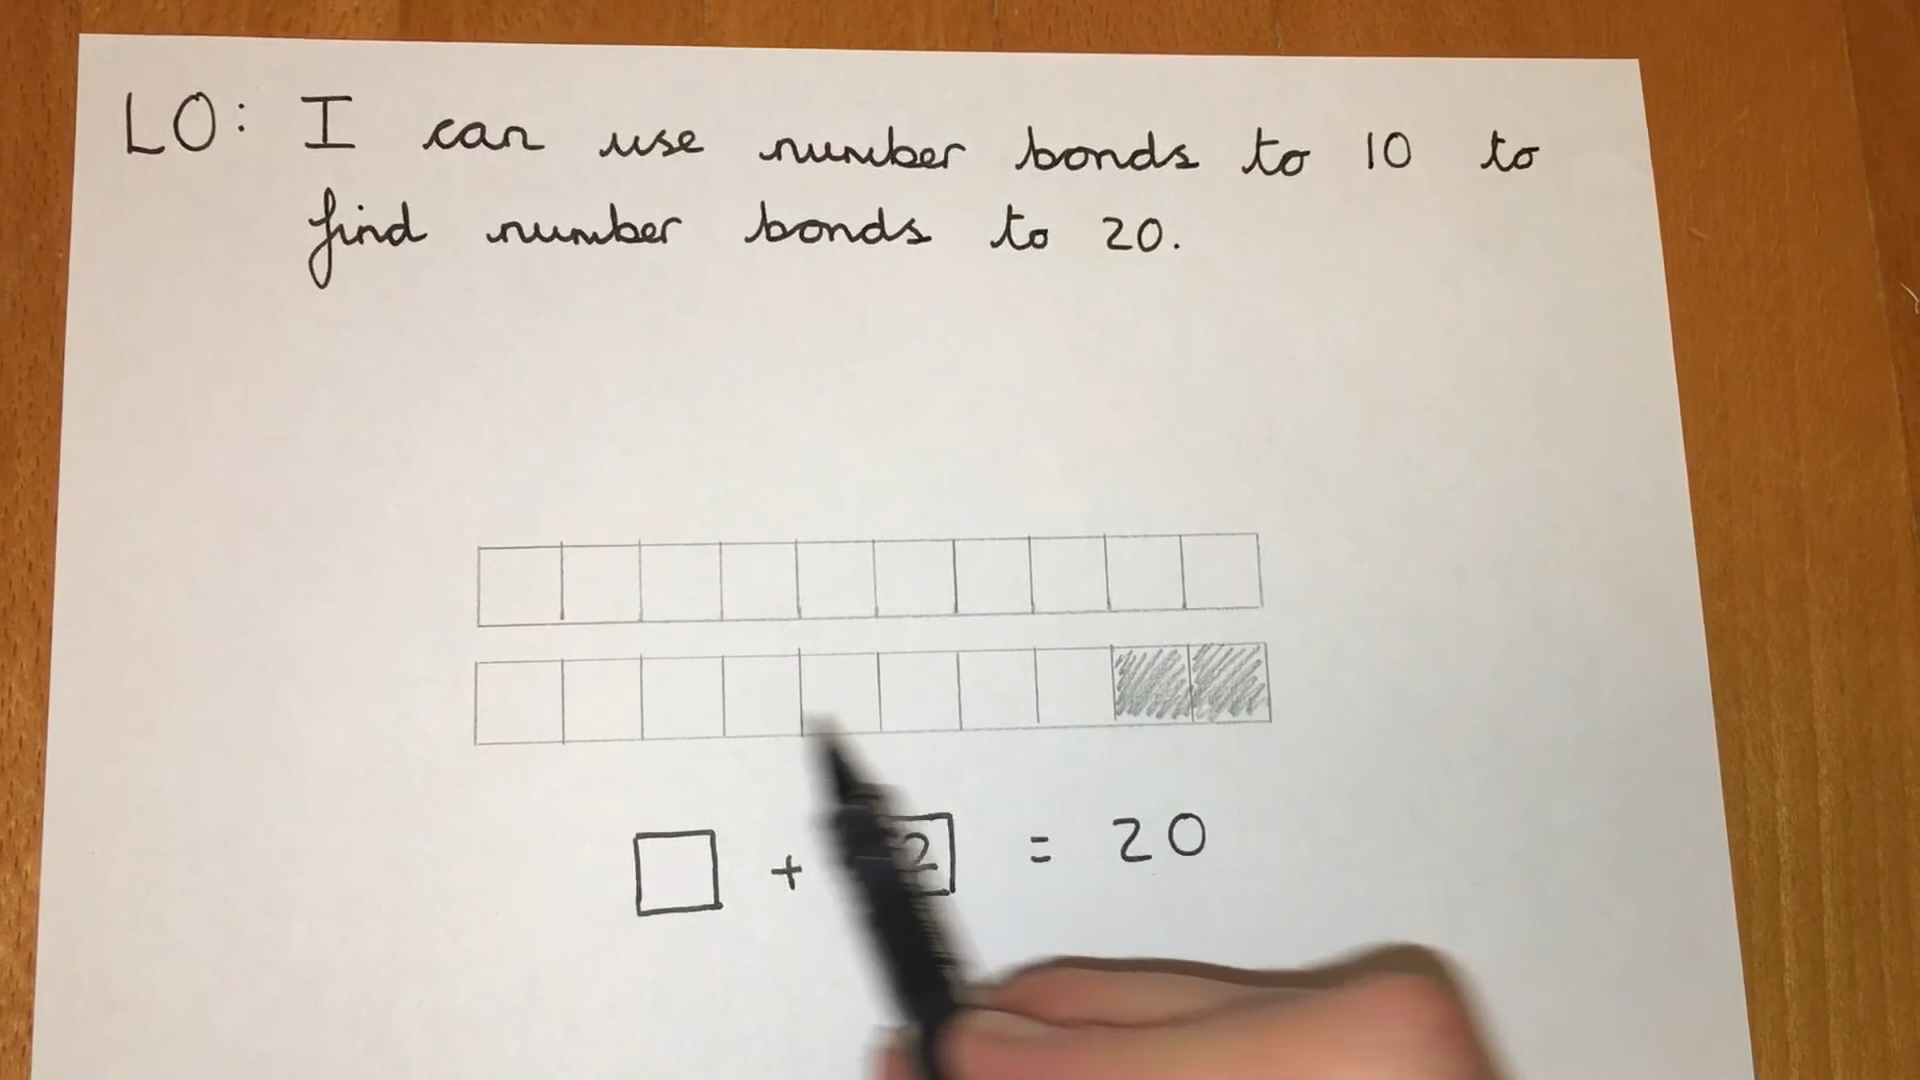 LO: I can use number bonds to 10 to
find number bonds to 20.
+ 2 = 20